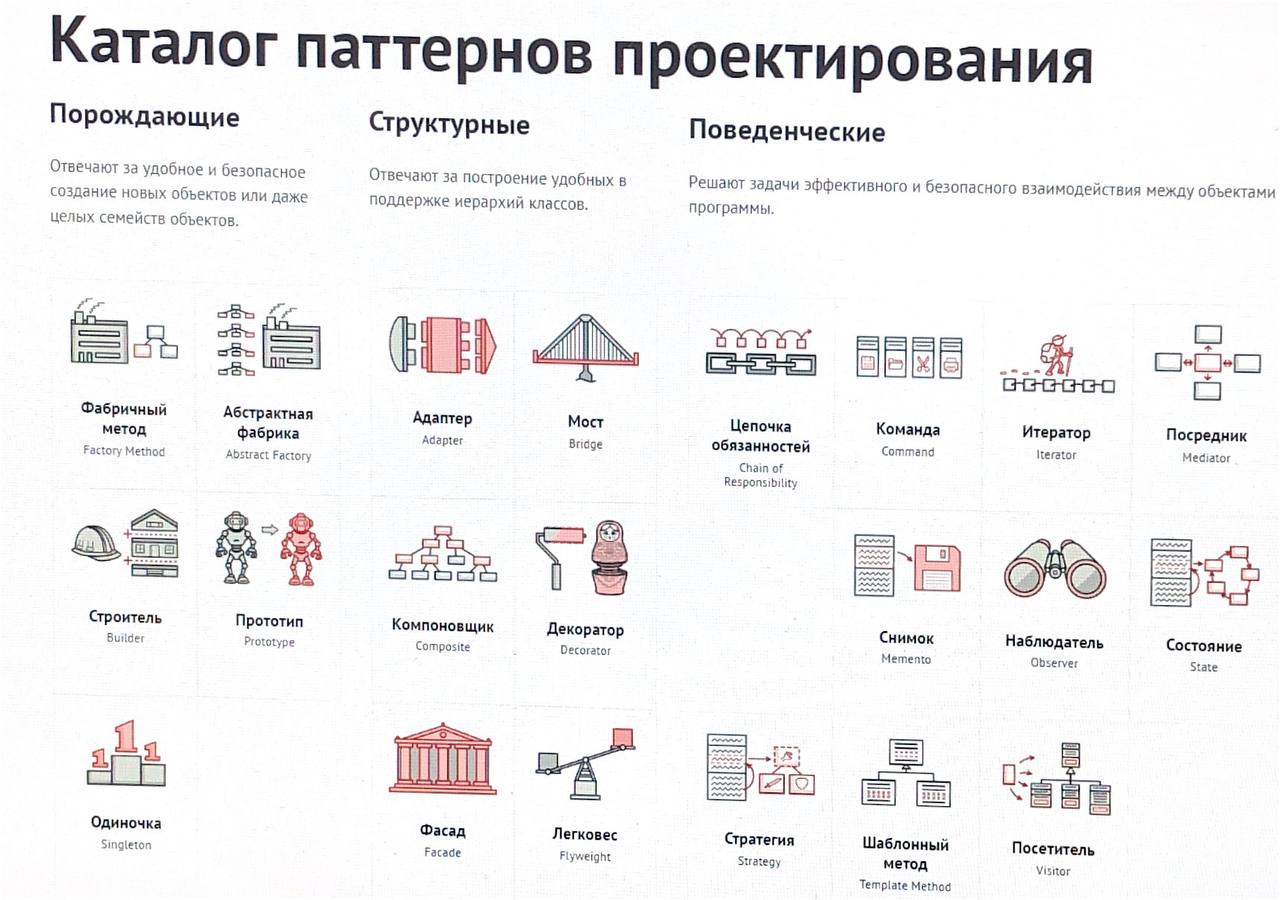 Каталог паттернов проектирования
Порождающие
Отвечают за удобное и безопасное
создание новых объектов или даже
целых семейств объектов.
Структурные
Отвечают за построение удобных в
поддержке иерархий классов.
Поведенческие
Решают задачи эффективного и безопасного взаимодействия между объектами
программы.
Фабричный
метод
Factory Method
Абстрактная
фабрика
Abstract Factory
Адаптер
Adapter
Мост
Bridge
Цепочка
обязанностей
Chain of
Responsibility
Команда
Command
Итератор
Iterator
Посредник
Mediator
Строитель
Builder
Прототип
Prototype
Компоновщик
Composite
Декоратор
Decorator
Снимок
Memento
Наблюдатель
Observer
Состояние
State
1
1
1
Одиночка
Singleton
Фасад
Facade
Легковес
Flyweight
Стратегия
Strategy
Шаблонный
метод
Template Method
Посетитель
Visitor